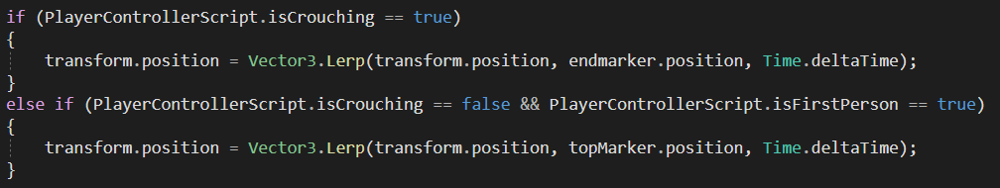 if (PlayerControllerScript.isCrouching == true)
{
transform.position = Vector3.Lerp(transform.position, endmarker.position, Time.deltaTime);
}
else if (PlayerControllerScript.isCrouching == false && PlayerControllerScript.isFirstPerson == true)
{
transform.position = Vector3.Lerp(transform.position, topMarker.position, Time.deltaTime);
}